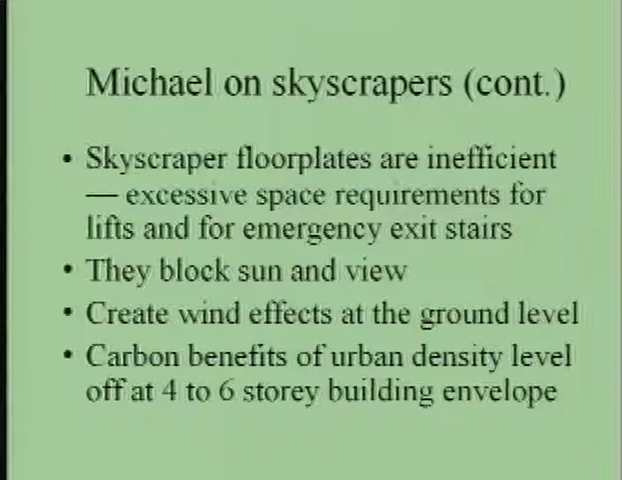 Michael on skyscrapers (cont.)
• Skyscraper floorplates are inefficient
— excessive space requirements for
lifts and for emergency exit stairs
• They block sun and view
• Create wind effects at the ground level
• Carbon benefits of urban density level
off at 4 to 6 storey building envelope